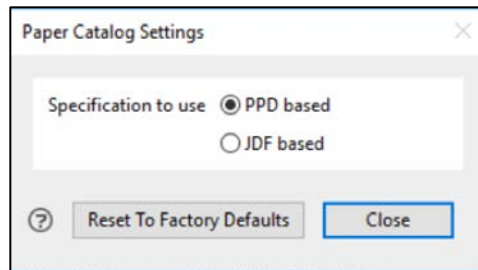 Paper Catalog Settings
Specification to use PPD based
JDF based
? Reset To Factory Defaults Close